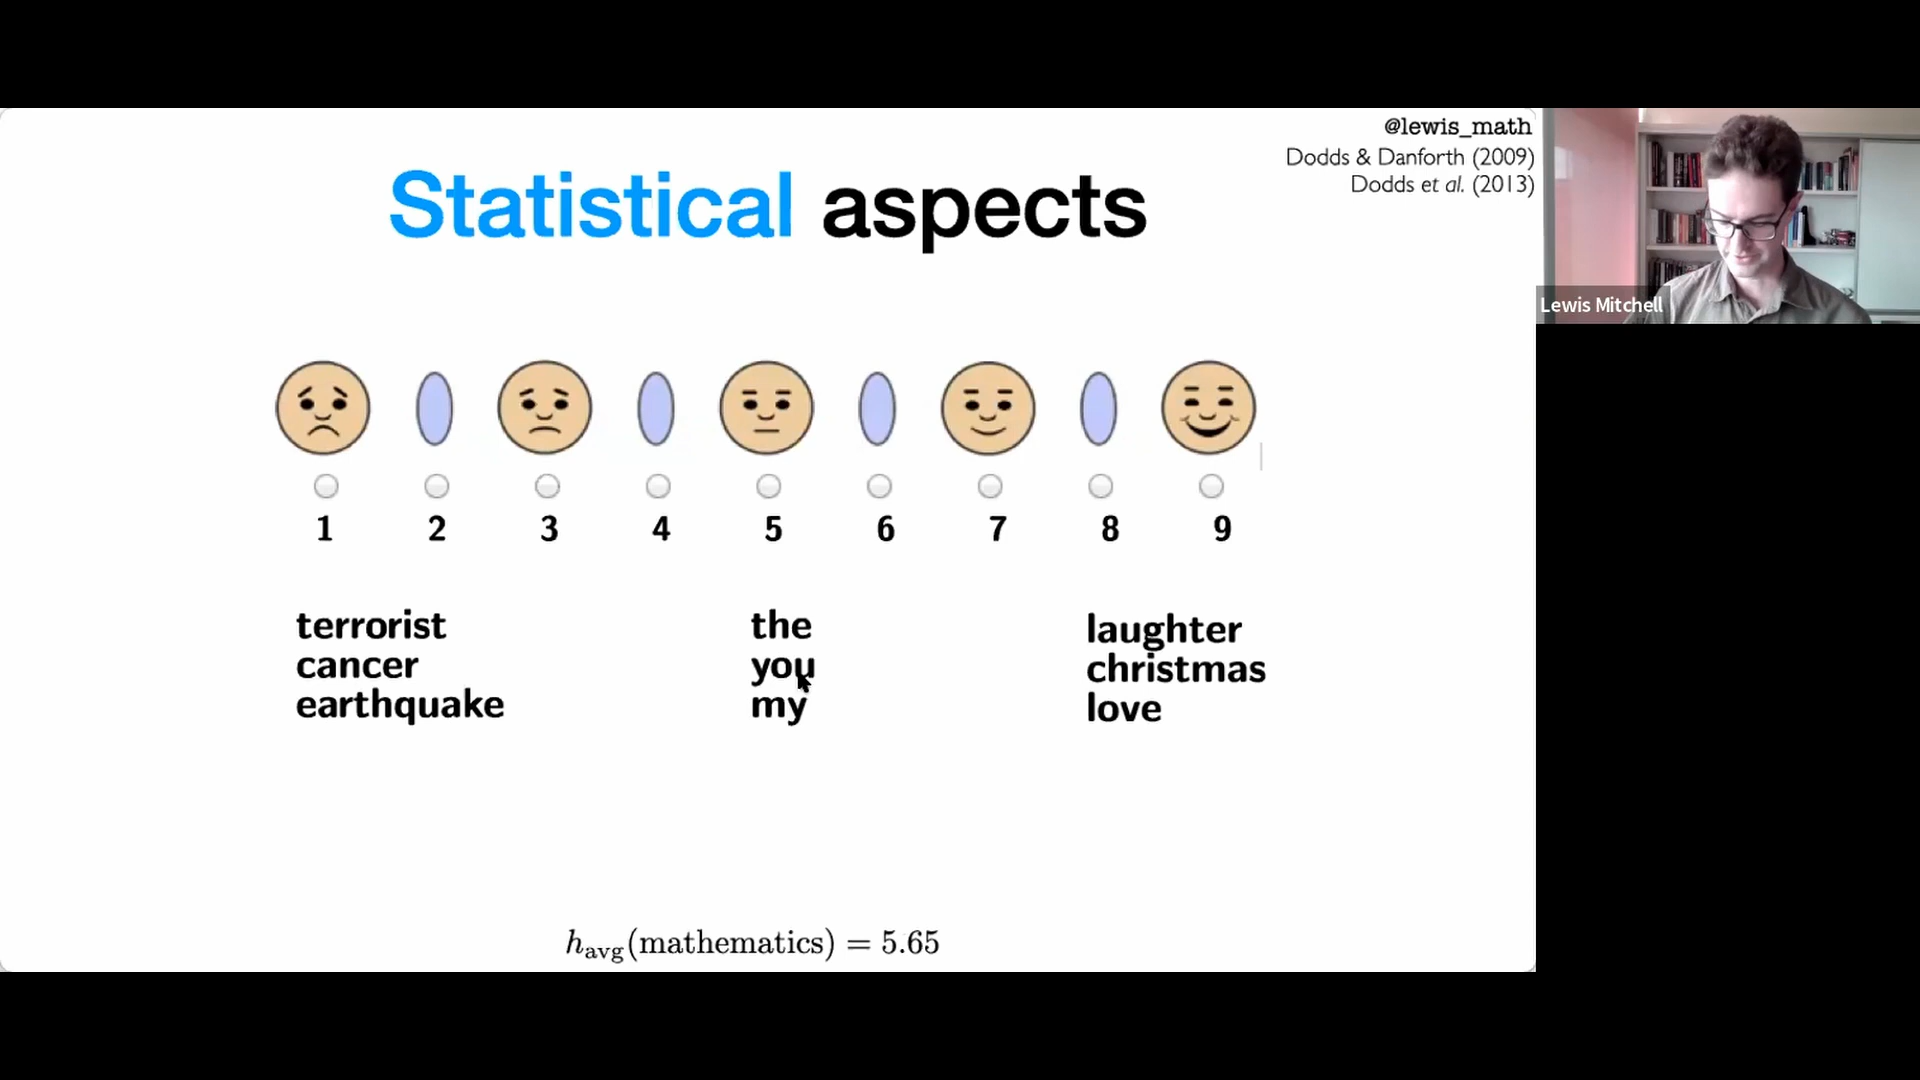 @lewis_math
Dodds & Danforth (2009)
Dodds et al. (2013)
Statistical aspects
Lewis Mitchell
1 2 3 4 5 6 7 8 9
terrorist
cancer
earthquake
the
you
my
laughter
christmas
love
h_avg(mathematics) = 5.65